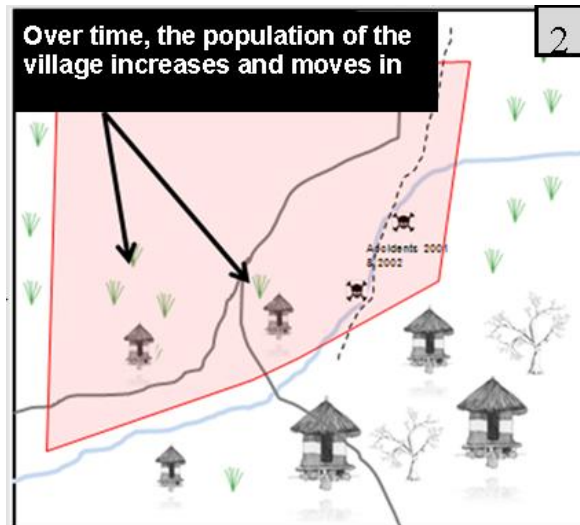 Over time, the population of the
village increases and moves in
2
Accidents 2001
& 2002